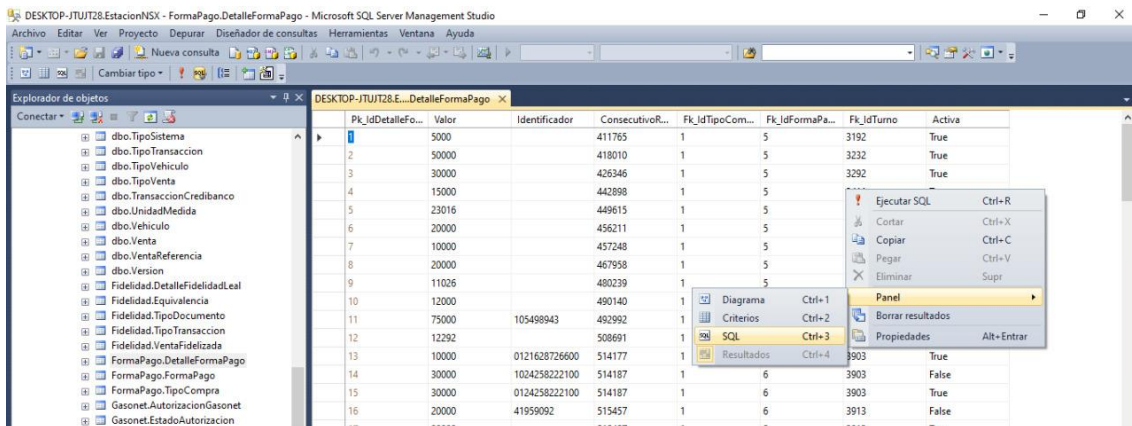 DESKTOP-JTUJT28.EstacionNSX - FormaPago.DetalleFormaPago - Microsoft SQL Server Management Studio
Archivo Editar Ver Proyecto Depurar Diseñador de consultas Herramientas Ventana Ayuda
Nueva consulta
Cambiar tipo
Explorador de objetos
Conectar
dbo.TipoSistema
dbo.TipoTransaccion
dbo.TipoVehiculo
dbo.TipoVenta
dbo.TransaccionCredibanco
dbo.UnidadMedida
dbo.Vehiculo
dbo.Venta
dbo.VentaReferencia
dbo.Version
Fidelidad.DetalleFidelidadLeal
Fidelidad.Equivalencia
Fidelidad.TipoDocumento
Fidelidad.TipoTransaccion
Fidelidad.VentaFidelizada
FormaPago.DetalleFormaPago
FormaPago.FormaPago
FormaPago.TipoCompra
Gasonet.AutorizacionGasonet
Gasonet.EstadoAutorizacion
DESKTOP-JTUJT28.E....DetalleFormaPago
Pk_IdDetalleFo... Valor Identificador ConsecutivoR... Fk_IdTipoCom... Fk_IdFormaPa... Fk_IdTurno Activa
1 5000 411765 1 5 3192 True
2 50000 418010 1 5 3232 True
3 30000 426346 1 5 3292 True
4 15000 442898 1 5
5 23016 449615 1 5
6 20000 456211 1 5
7 10000 457248 1 5
8 20000 467958 1 5
9 11026 480239 1 5
10 12000 490140 1
11 75000 105498943 492992 1
12 12292 508691 1
13 10000 0121628726600 514177 1 3903 True
14 30000 1024258222100 514187 1 6 3903 False
15 30000 0124258222100 514187 1 6 3903 True
16 20000 41959092 515457 1 6 3913 False
Ejecutar SQL Ctrl+R
Cortar Ctrl+X
Copiar Ctrl+C
Pegar Ctrl+V
Eliminar Supr
Panel
Borrar resultados
Propiedades Alt+Entrar
Diagrama Ctrl+1
Criterios Ctrl+2
SQL Ctrl+3
Resultados Ctrl+4